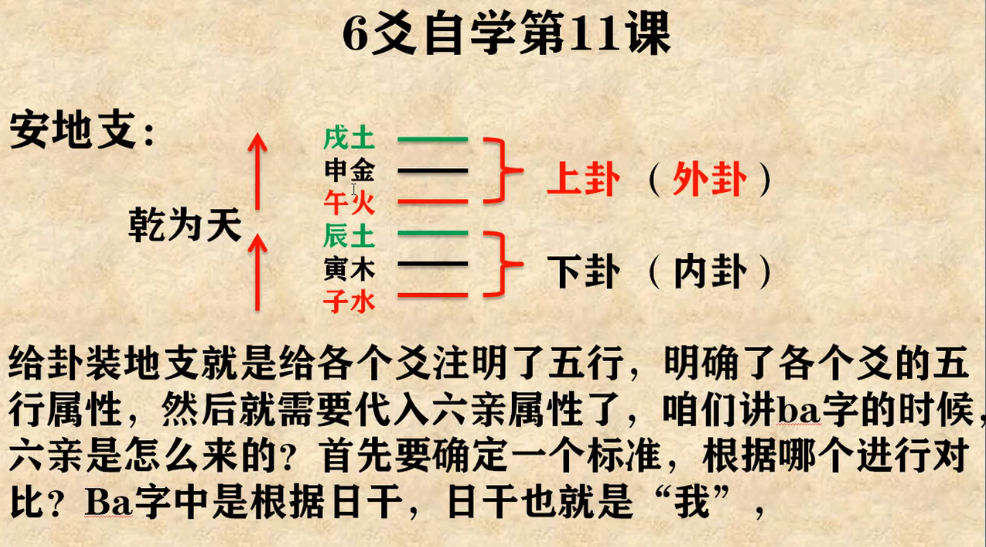 6爻自学第11课
安地支：
戌土
申金
午火
上卦（外卦）
乾为天
辰土
寅木
子水
下卦（内卦）
给卦装地支就是给各个爻注明了五行，明确了各个爻的五
行属性，然后就需要代入六亲属性了，咱们讲ba字的时候，
六亲是怎么来的？首先要确定一个标准，根据哪个进行对
比？Ba字中是根据日干，日干也就是“我”，